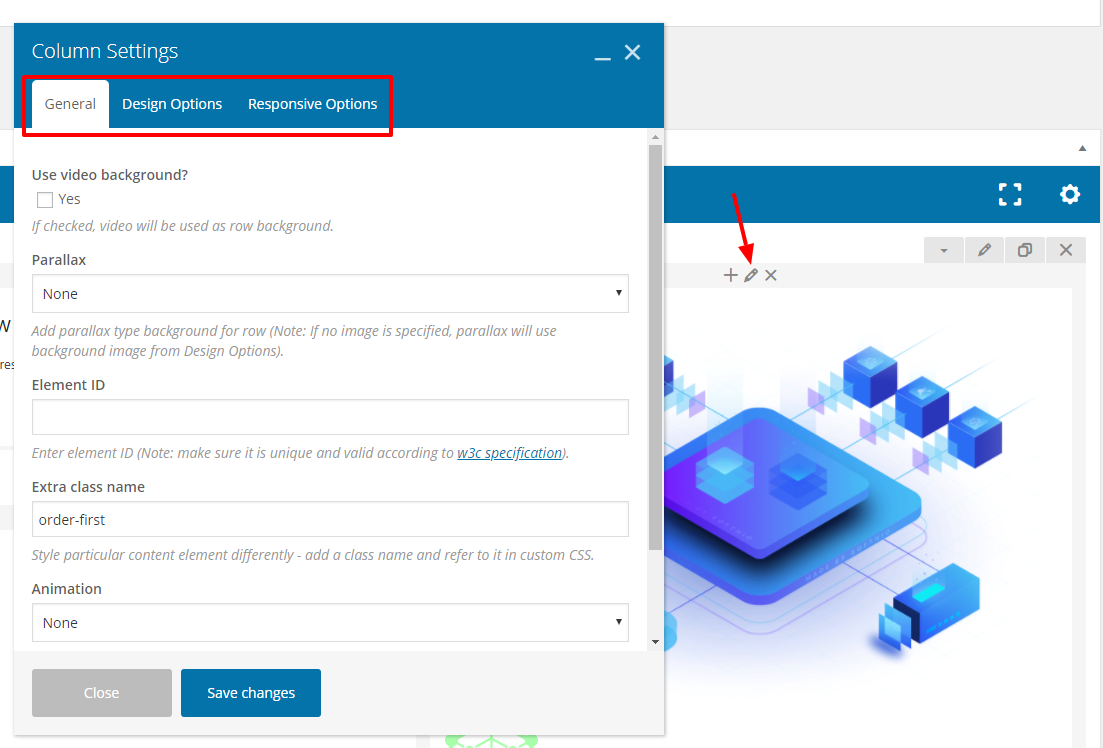 Column Settings
General
Design Options
Responsive Options
Use video background?
Yes
If checked, video will be used as row background.
Parallax
None
Add parallax type background for row (Note: If no image is specified, parallax will use
background image from Design Options).
Element ID
Enter element ID (Note: make sure it is unique and valid according to w3c specification).
Extra class name
order-first
Style particular content element differently - add a class name and refer to it in custom CSS.
Animation
None
Close
Save changes
W
res